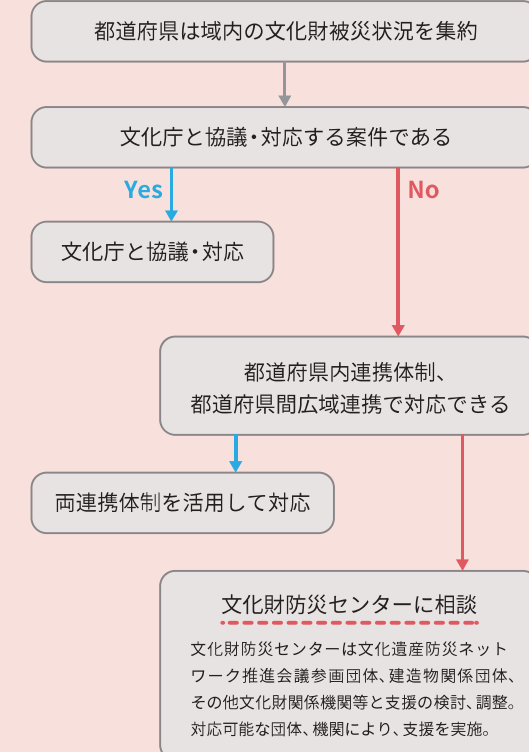 都道府県は域内の文化財被災状況を集約
文化庁と協議・対応する案件である
Yes
No
文化庁と協議・対応
都道府県内連携体制、
都道府県間広域連携で対応できる
両連携体制を活用して対応
文化財防災センターに相談
文化財防災センターは文化遺産防災ネット
ワーク推進会議参画団体、建造物関係団体、
その他文化財関係機関等と支援の検討、調整。
対応可能な団体、機関により、支援を実施。